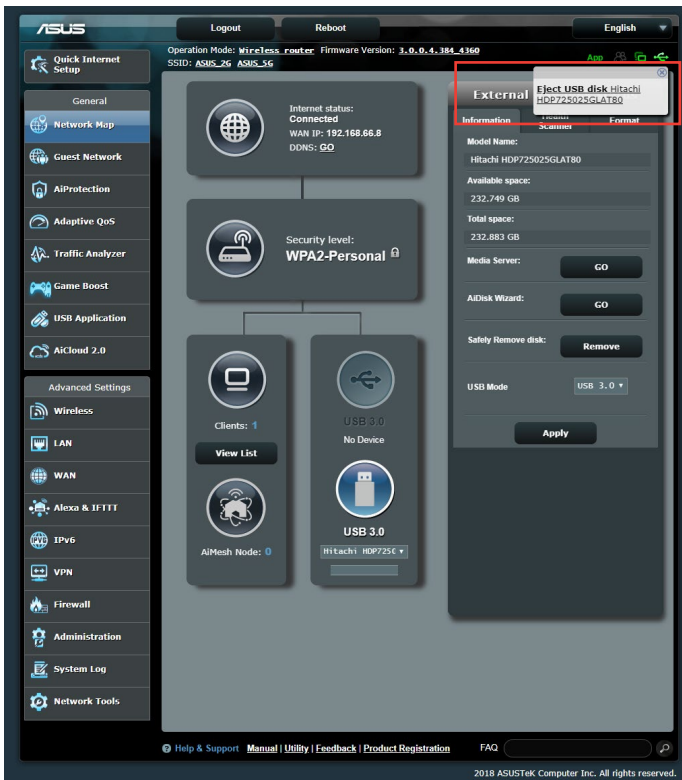 ASUS
Logout
Reboot
English
Quick Internet
Setup
Operation Mode: Wireless router Firmware Version: 3.0.0.4.384_4360
SSID: ASUS_2G ASUS_5G
App
General
Network Map
Guest Network
AiProtection
Adaptive QoS
Traffic Analyzer
Game Boost
USB Application
AiCloud 2.0
Advanced Settings
Wireless
LAN
WAN
Alexa & IFTTT
IPv6
VPN
Firewall
Administration
System Log
Network Tools
Internet status:
Connected
WAN IP: 192.168.66.8
DDNS: GO
Security level:
WPA2-Personal
Clients: 1
View List
AiMesh Node: 0
USB 3.0
No Device
USB 3.0
Hitachi HDP725C
External
Eject USB disk Hitachi
HDP725025GLAT80
Information
Health
Scanner
Format
Model Name:
Hitachi HDP725025GLAT80
Available space:
232.749 GB
Total space:
232.883 GB
Media Server:
GO
AiDisk Wizard:
GO
Safely Remove disk:
Remove
USB Mode
USB 3.0
Apply
Help & Support Manual | Utility | Feedback | Product Registration
FAQ
2018 ASUSTeK Computer Inc. All rights reserved.